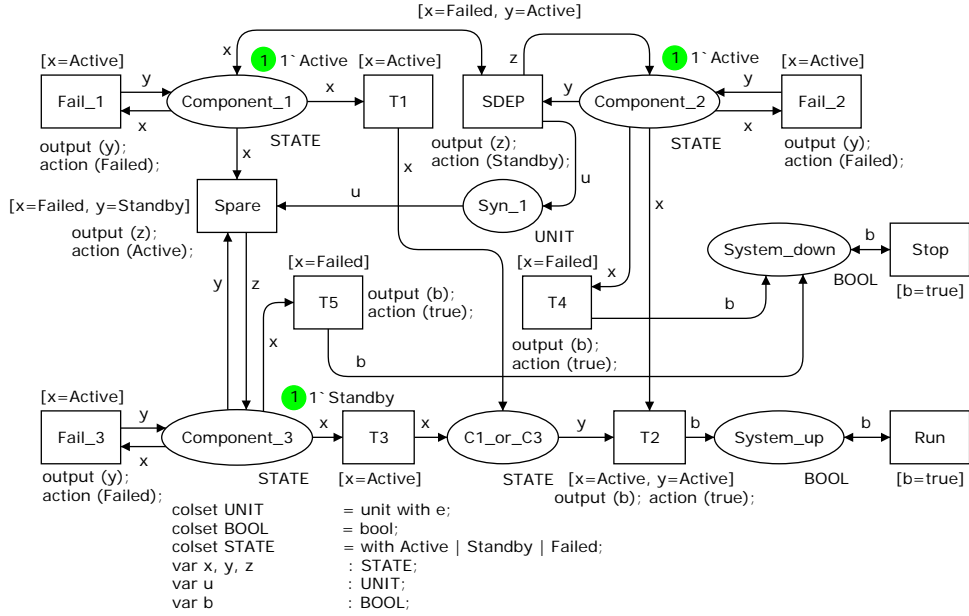 [x=Failed, y=Active]
[x=Active]
1
1`Active
[x=Active]
1
1`Active
[x=Active]
x
z
y
y
Fail_1
Component_1
x
T1
SDEP
y
Component_2
Fail_2
x
x
STATE
STATE
output (y);
action (Failed);
output (z);
action (Standby);
output (y);
action (Failed);
x
x
u
u
Spare
Syn_1
x
[x=Failed, y=Standby]
output (z);
action (Active);
UNIT
System_down
b
Stop
BOOL
[b=true]
y
z
[x=Failed]
T5
output (b);
action (true);
[x=Failed]
x
T4
b
output (b);
action (true);
x
b
[x=Active]
1
1`Standby
y
Fail_3
Component_3
x
T3
x
C1_or_C3
y
T2
b
System_up
b
Run
x
STATE
[x=Active]
STATE
[x=Active, y=Active]
output (b); action (true);
BOOL
[b=true]
output (y);
action (Failed);
colset UNIT = unit with e;
colset BOOL = bool;
colset STATE = with Active | Standby | Failed;
var x, y, z : STATE;
var u : UNIT;
var b : BOOL;